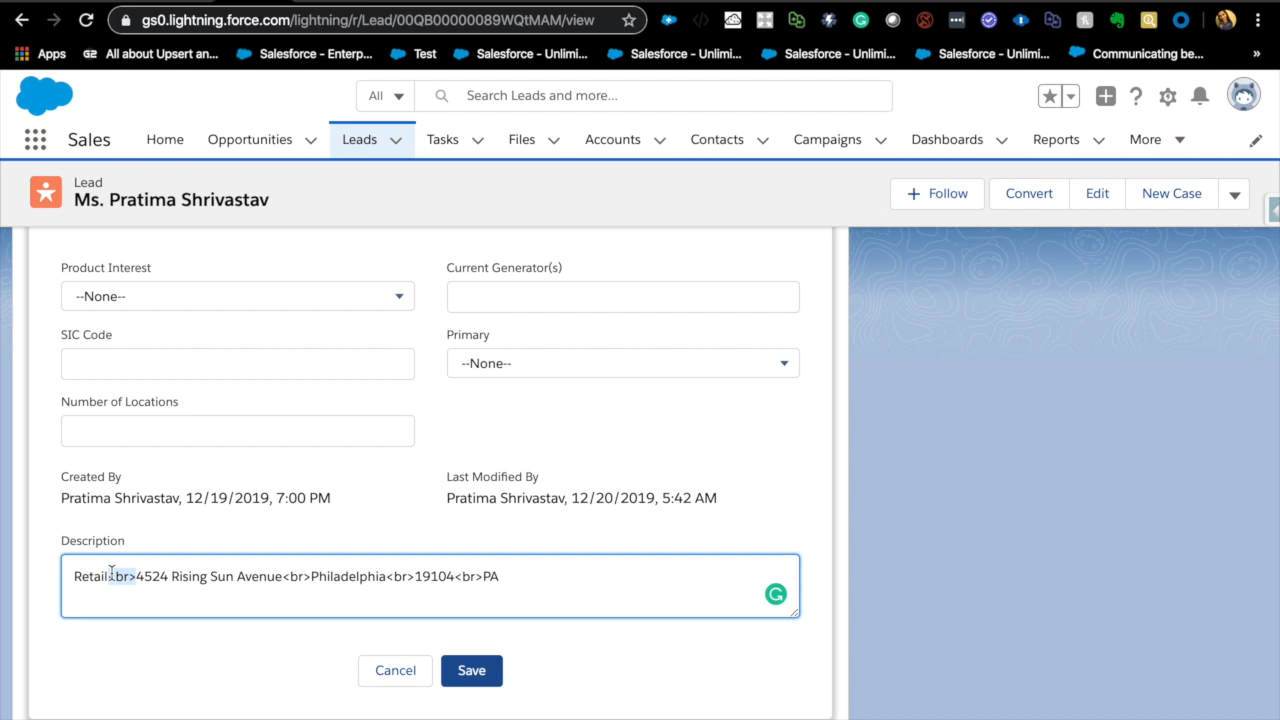 gs0.lightning.force.com/lightning/r/Lead/00QB00000089WQtMAM/view
Apps G2 All about Upsert an... Salesforce - Enterp... Test Salesforce - Unlimi... Salesforce - Unlimi... Salesforce - Unlimi... Salesforce - Unlimi... Communicating be... »
All Search Leads and more...
Sales Home Opportunities Leads Tasks Files Accounts Contacts Campaigns Dashboards Reports More
Lead
Ms. Pratima Shrivastav
+ Follow Convert Edit New Case
Product Interest Current Generator(s)
--None--
SIC Code Primary
--None--
Number of Locations
Created By Last Modified By
Pratima Shrivastav, 12/19/2019, 7:00 PM Pratima Shrivastav, 12/20/2019, 5:42 AM
Description
Retail<br>4524 Rising Sun Avenue<br>Philadelphia<br>19104<br>PA
Cancel Save